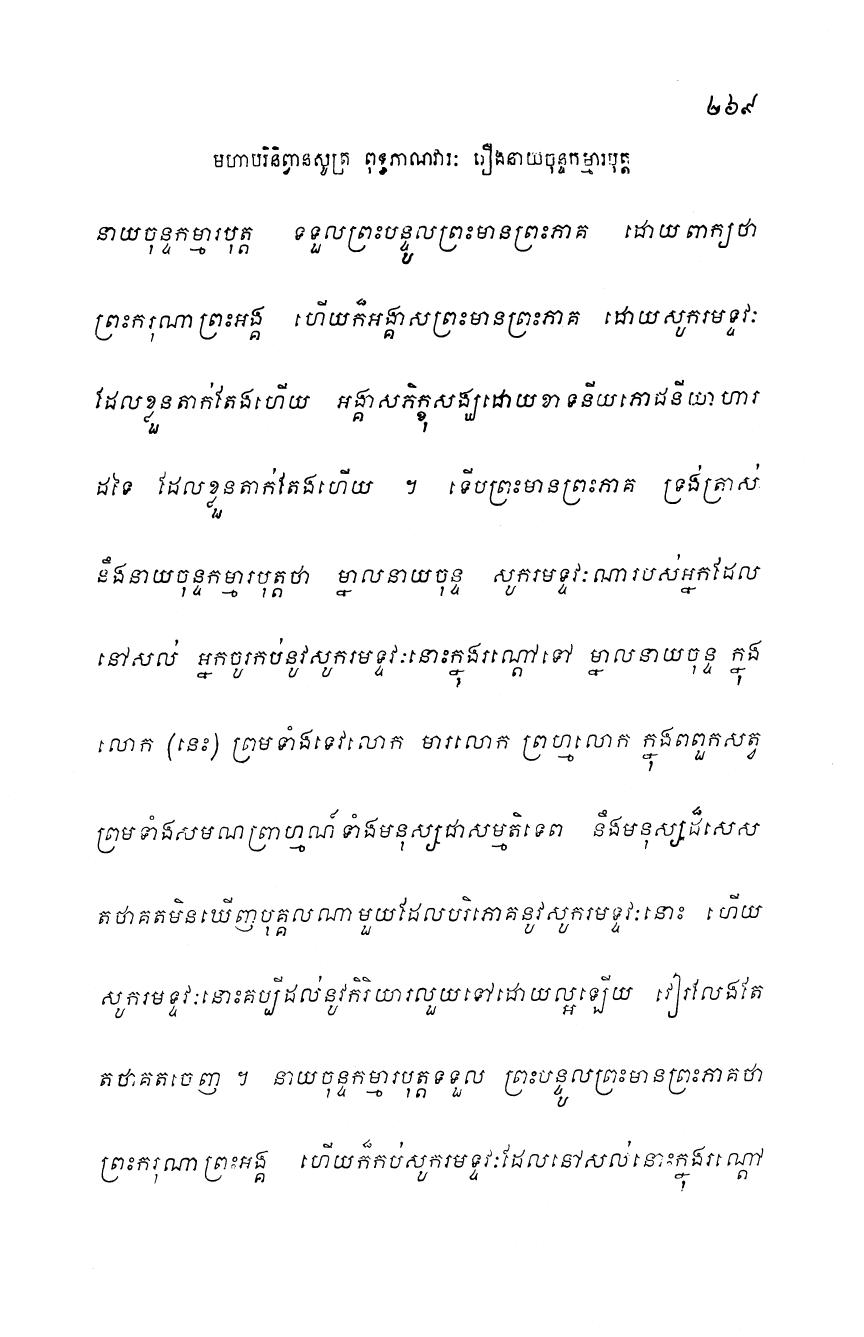 ២៦៩
មហាបរិនិព្វានសូត្រ ពុទ្ធភាណវារៈ រឿងនាយចុន្ទកម្មារបុត្ត
នាយចុន្ទកម្មារបុត្ត ទទួលព្រះបន្ទូលព្រះមានព្រះភាគ ដោយពាក្យថា
ព្រះករុណាព្រះអង្គ ហើយក៏អង្គាសព្រះមានព្រះភាគ ដោយសូករមទ្ទវៈ
ដែលខ្លួនតាក់តែងហើយ អង្គាសភិក្ខុសង្ឃដោយខាទនីយភោជនីយាហារ
ដទៃ ដែលខ្លួនតាក់តែងហើយ ។ ទើបព្រះមានព្រះភាគ ទ្រង់ត្រាស់
នឹងនាយចុន្ទកម្មារបុត្តថា ម្នាលនាយចុន្ទ សូករមទ្ទវៈណារបស់អ្នកដែល
នៅសល់ អ្នកចូរកប់នូវសូករមទ្ទវៈនោះក្នុងរណ្តៅទៅ ម្នាលនាយចុន្ទ ក្នុង
លោក (នេះ) ព្រមទាំងទេវលោក មារលោក ព្រហ្មលោក ក្នុងពពួកសត្វ
ព្រមទាំងសមណព្រាហ្មណ៍ទាំងមនុស្សជាសម្មតិទេព នឹងមនុស្សដ៏សេស
តថាគតមិនឃើញបុគ្គលណាមួយដែលបរិភោគនូវសូករមទ្ទវៈនោះ ហើយ
សូករមទ្ទវៈនោះគប្បីដល់នូវកិរិយារលួយទៅដោយល្អឡើយ វៀរលែងតែ
តថាគតចេញ ។ នាយចុន្ទកម្មារបុត្តទទួល ព្រះបន្ទូលព្រះមានព្រះភាគថា
ព្រះករុណាព្រះអង្គ ហើយក៏កប់សូករមទ្ទវៈដែលនៅសល់នោះក្នុងរណ្តៅ